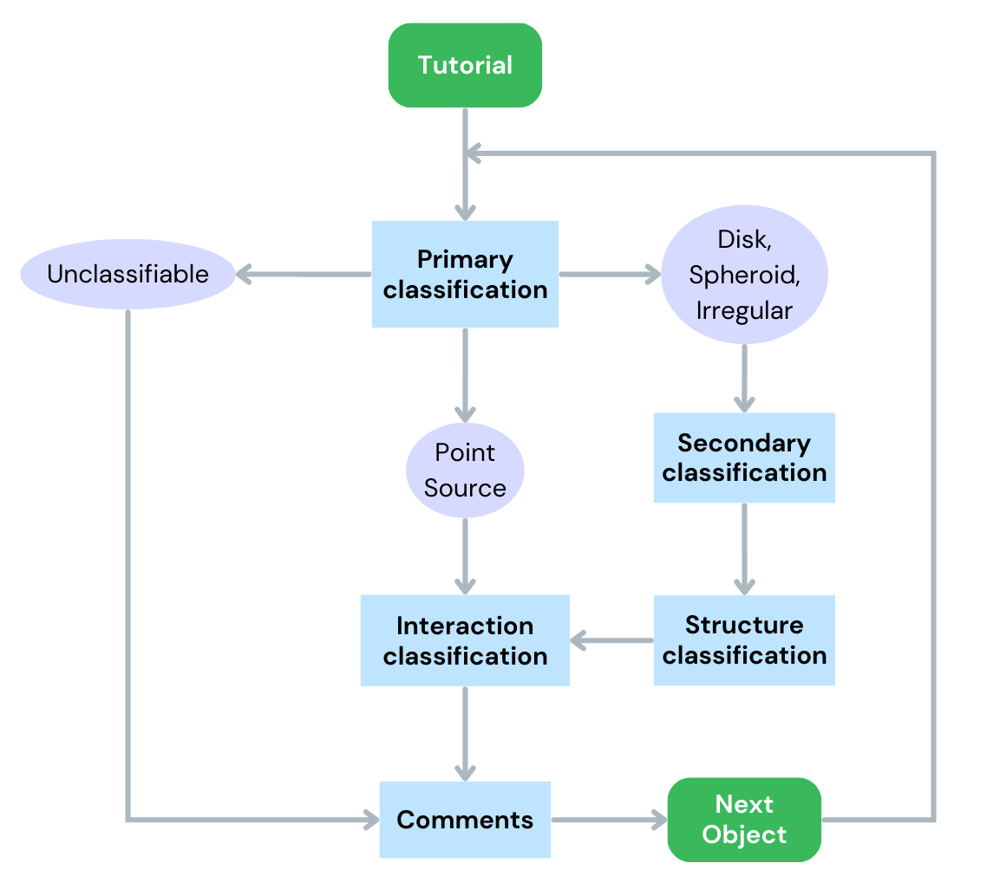 Tutorial
Primary
classification
Unclassifiable
Disk,
Spheroid,
Irregular
Point
Source
Secondary
classification
Interaction
classification
Structure
classification
Comments
Next
Object